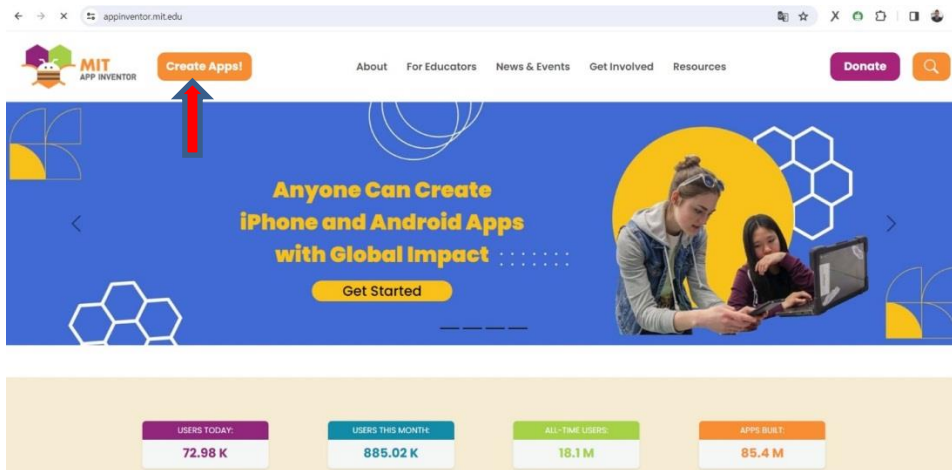 appinventor.mit.edu
MIT
APP INVENTOR
Create Apps!
About For Educators News & Events Get Involved Resources
Donate
Anyone Can Create
iPhone and Android Apps
with Global Impact
Get Started
USERS TODAY:
72.98 K
USERS THIS MONTH:
885.02 K
ALL-TIME USERS:
18.1 M
APPS BUILT:
85.4 M